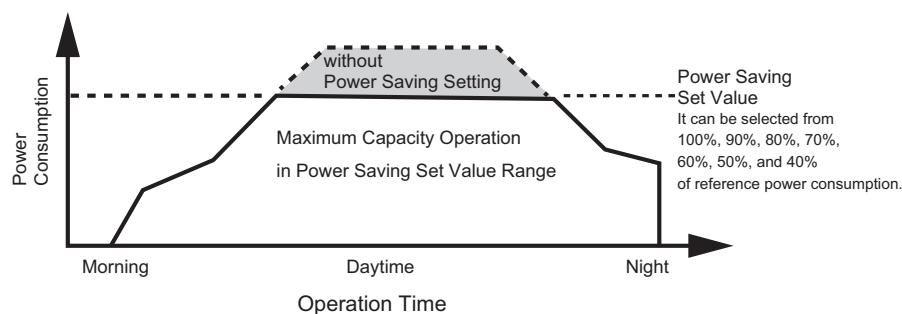 without
Power Saving Setting
Power Saving
Set Value
It can be selected from
100%, 90%, 80%, 70%,
60%, 50%, and 40%
of reference power consumption.
Power
Consumption
Maximum Capacity Operation
in Power Saving Set Value Range
Morning
Daytime
Night
Operation Time